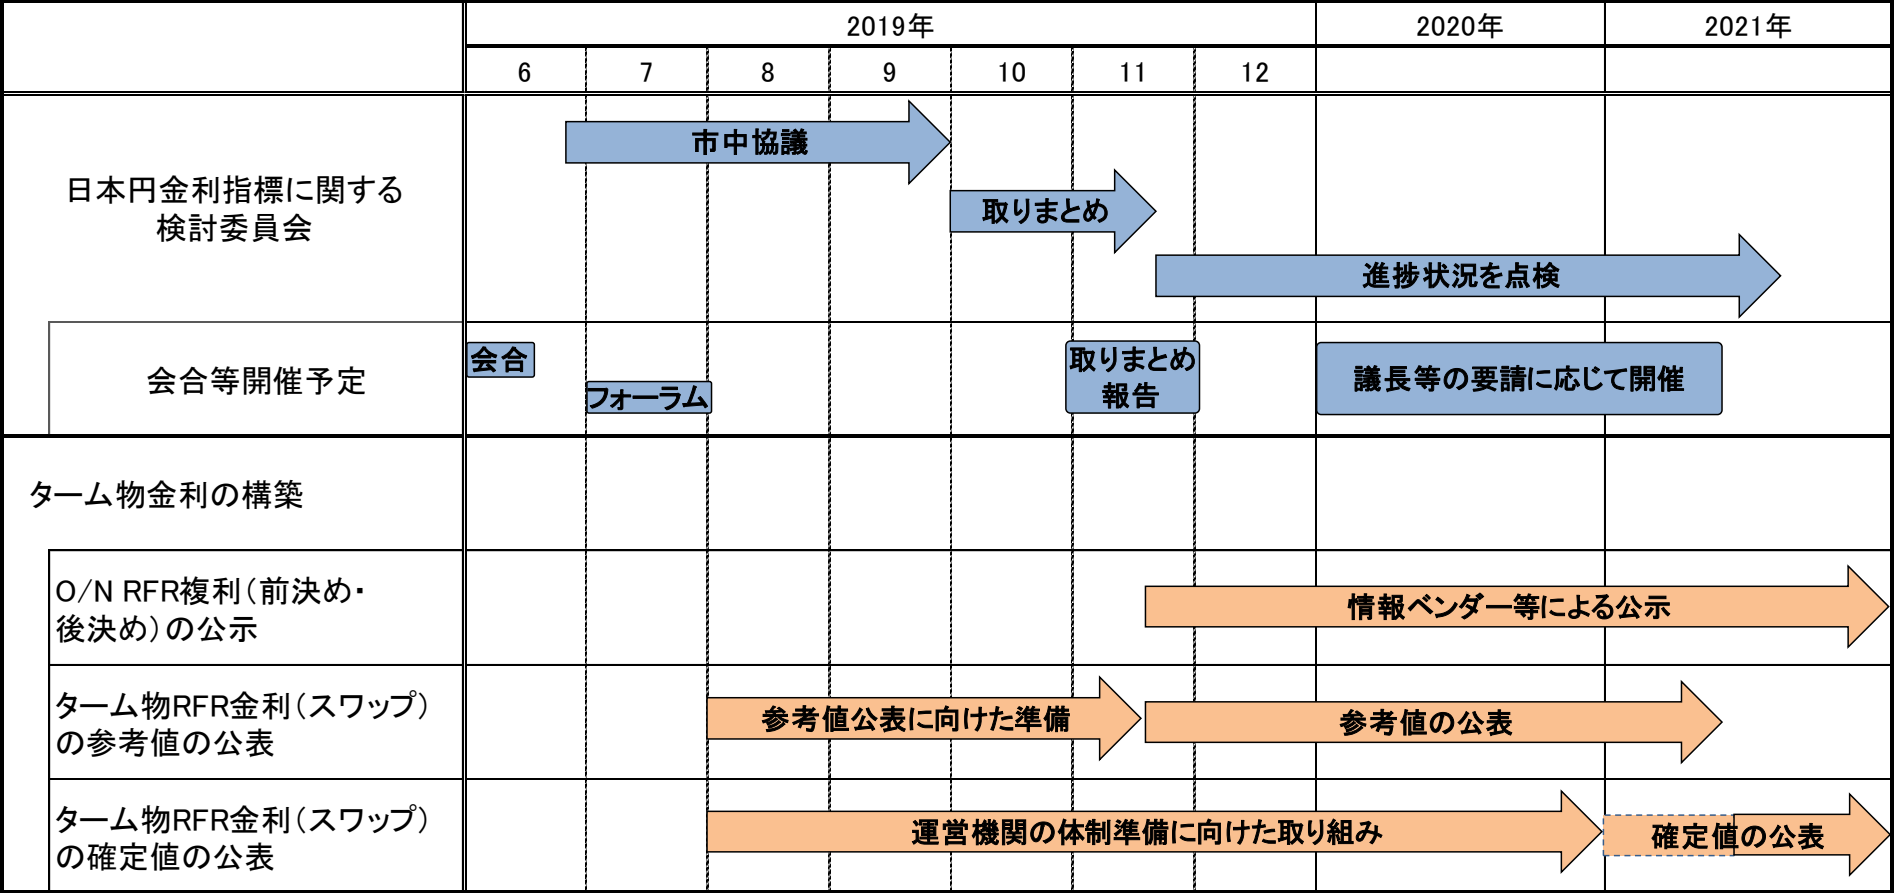 2019年 2020年 2021年
6 7 8 9 10 11 12
日本円金利指標に関する
検討委員会
市中協議
取りまとめ
進捗状況を点検
会合等開催予定
会合
フォーラム
取りまとめ
報告
議長等の要請に応じて開催
ターム物金利の構築
O/N RFR複利（前決め・
後決め）の公示
情報ベンダー等による公示
ターム物RFR金利（スワップ）
の参考値の公表
参考値公表に向けた準備
参考値の公表
ターム物RFR金利（スワップ）
の確定値の公表
運営機関の体制準備に向けた取り組み
確定値の公表